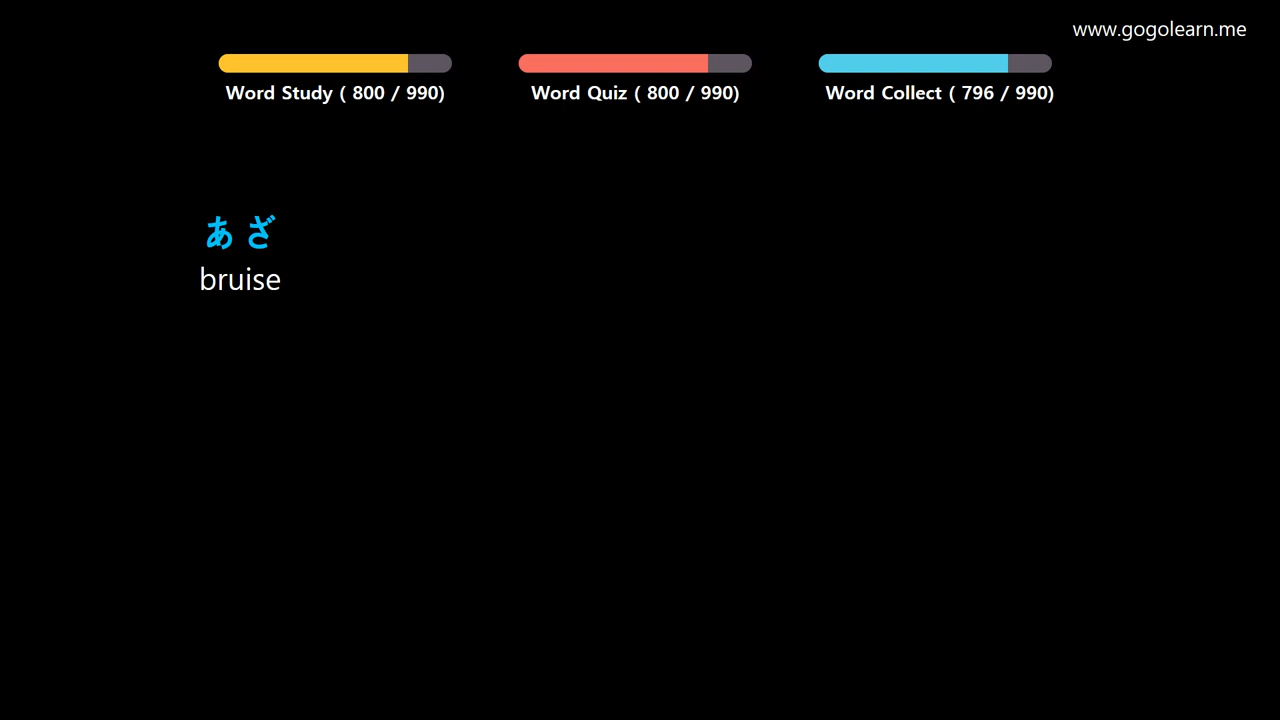 www.gogolearn.me
Word Study ( 800 / 990)
Word Quiz ( 800 / 990)
Word Collect ( 796 / 990)
あざ
bruise